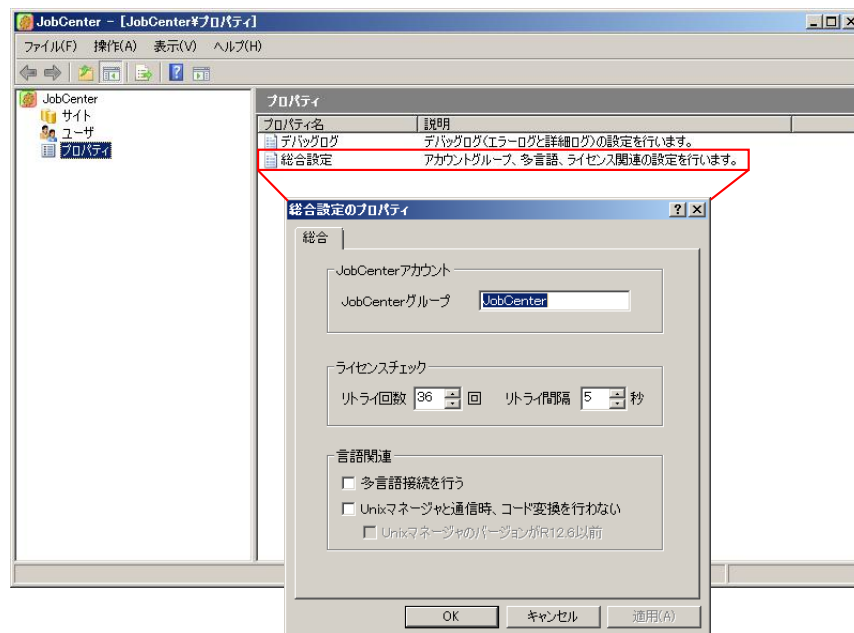 JobCenter - [JobCenter¥プロパティ]
ファイル(F) 操作(A) 表示(V) ヘルプ(H)
JobCenter
サイト
ユーザ
プロパティ
プロパティ
プロパティ名 説明
デバッグログ デバッグログ(エラーログと詳細ログ)の設定を行います。
総合設定 アカウントグループ、多言語、ライセンス関連の設定を行います。
総合設定のプロパティ
総合
JobCenterアカウント
JobCenterグループ JobCenter
ライセンスチェック
リトライ回数 36 回 リトライ間隔 5 秒
言語関連
多言語接続を行う
Unixマネージャと通信時、コード変換を行わない
UnixマネージャのバージョンがR12.6以前
OK キャンセル 適用(A)